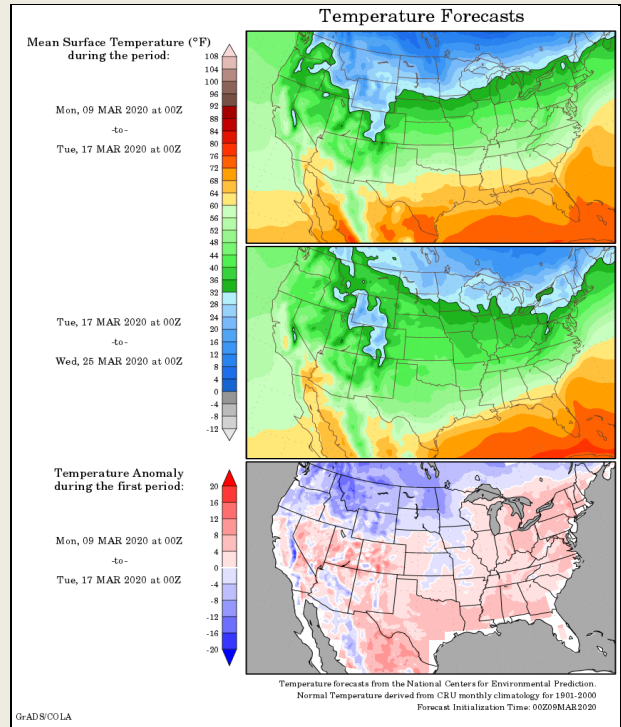 Temperature Forecasts
Mean Surface Temperature (°F)
during the period:
Mon, 09 MAR 2020 at 00Z
-to-
Tue, 17 MAR 2020 at 00Z
108
104
100
96
92
88
84
80
76
72
68
64
60
56
52
48
44
40
36
32
28
24
20
16
12
8
4
0
-4
-8
-12
Tue, 17 MAR 2020 at 00Z
-to-
Wed, 25 MAR 2020 at 00Z
Temperature Anomaly
during the first period:
Mon, 09 MAR 2020 at 00Z
-to-
Tue, 17 MAR 2020 at 00Z
20
16
12
8
4
0
-4
-8
-12
-16
-20
Temperature forecasts from the National Centers for Environmental Prediction.
Normal Temperature derived from CRU monthly climatology for 1901-2000
Forecast Initialization Time: 00Z09MAR2020
GrADS/COLA